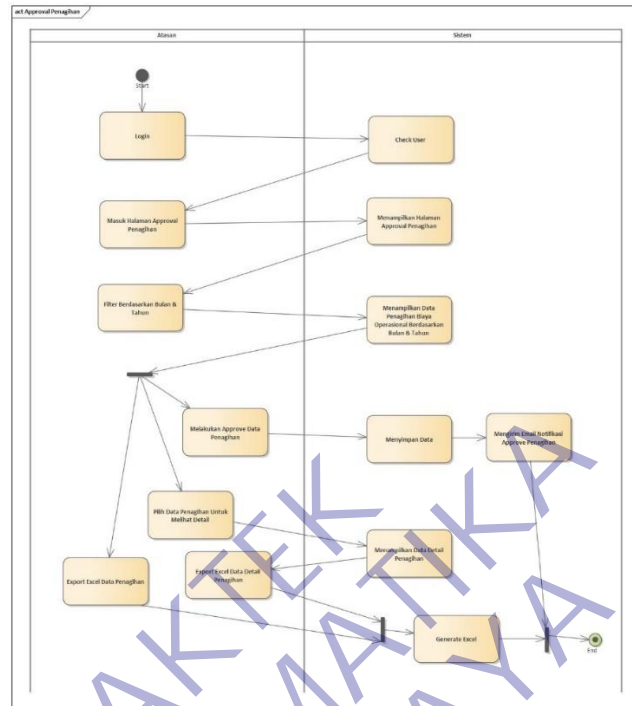 act Approval Penagihan
Atasan
Sistem
Start
Login
Check User
Masuk Halaman Approval
Penagihan
Menampilkan Halaman
Approval Penagihan
Filter Berdasarkan Bulan &
Tahun
Menampilkan Data
Penagihan Biaya
Operasional Berdasarkan
Bulan & Tahun
Melakukan Approve Data
Penagihan
Menyimpan Data
Mengirim Email Notifikasi
Approve Penagihan
Pilih Data Penagihan Untuk
Melihat Detail
Menampilkan Data Detail
Penagihan
Export Excel Data Penagihan
Export Excel Data Detail
Penagihan
Generate Excel
End
AKTEK
MATIKA
AYA